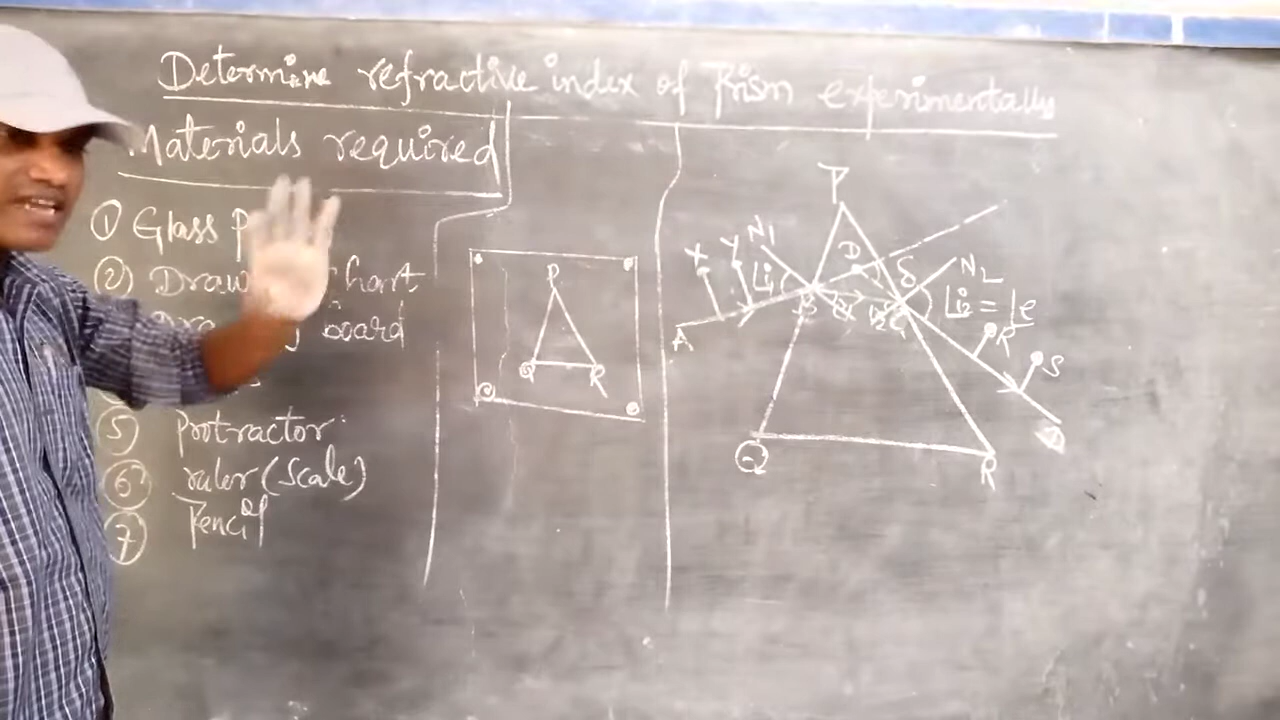 Determine refractive index of Prism experimentally
Materials required
① Glass P
② Draw chart
board
⑤ Protractor
⑥ ruler (Scale)
⑦ Pencil
P
Q R
P
X Y N₁ D δ N₂
∠i₁ ∠i₂ = ∠e
A B R
S
Q R